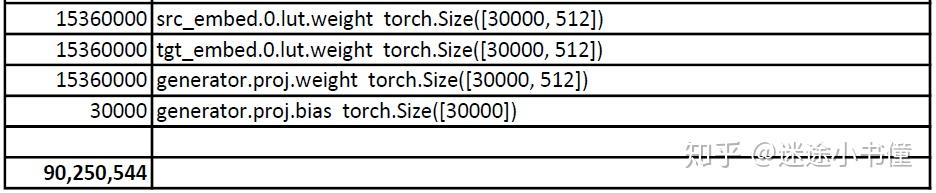 15360000 src_embed.0.lut.weight torch.Size([30000, 512])
15360000 tgt_embed.0.lut.weight torch.Size([30000, 512])
15360000 generator.proj.weight torch.Size([30000, 512])
30000 generator.proj.bias torch.Size([30000])
90,250,544
知乎 @迷途小书僮